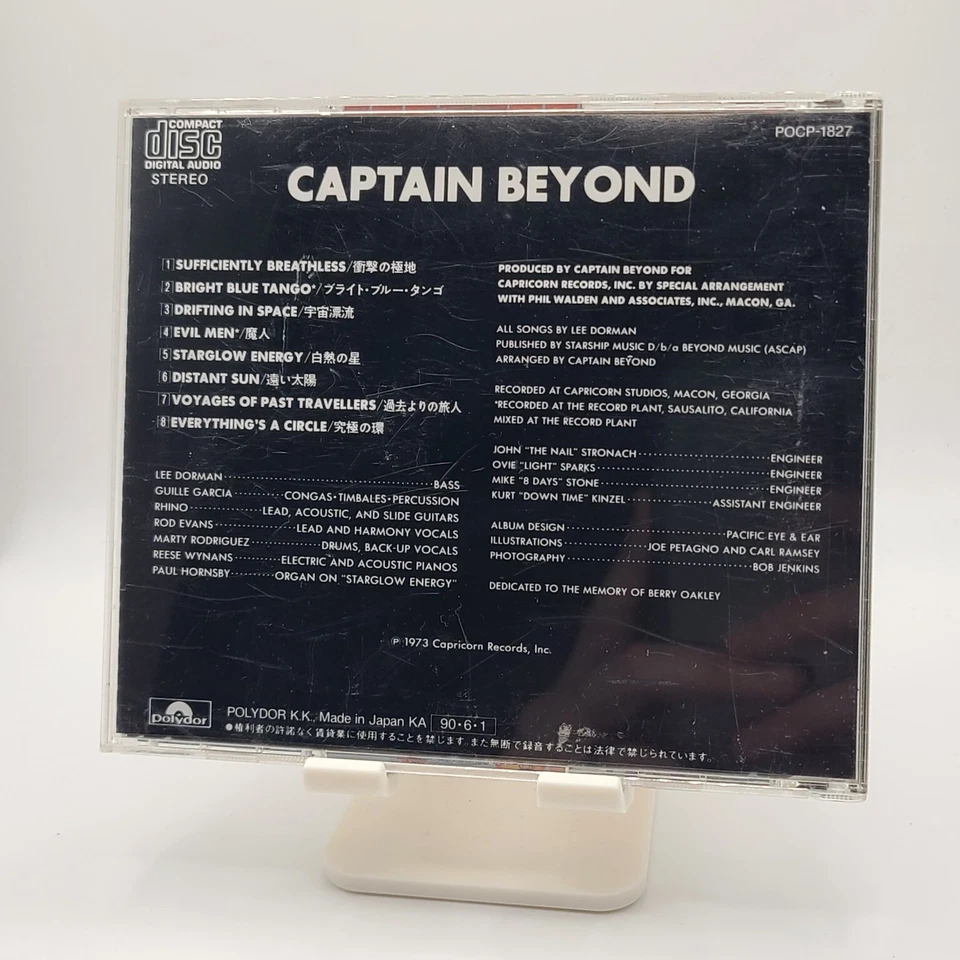 COMPACT
disc
DIGITAL AUDIO
STEREO
POCP-1827
CAPTAIN BEYOND
1 SUFFICIENTLY BREATHLESS/衝撃の極地
2 BRIGHT BLUE TANGO*/ブライト・ブルー・タンゴ
3 DRIFTING IN SPACE/宇宙漂流
4 EVIL MEN*/魔人
5 STARGLOW ENERGY/白熱の星
6 DISTANT SUN/遠い太陽
7 VOYAGES OF PAST TRAVELLERS/過去よりの旅人
8 EVERYTHING'S A CIRCLE/究極の環
LEE DORMAN BASS
GUILLE GARCIA CONGAS·TIMBALES·PERCUSSION
RHINO LEAD, ACOUSTIC, AND SLIDE GUITARS
ROD EVANS LEAD AND HARMONY VOCALS
MARTY RODRIGUEZ DRUMS, BACK-UP VOCALS
REESE WYNANS ELECTRIC AND ACOUSTIC PIANOS
PAUL HORNSBY ORGAN ON "STARGLOW ENERGY"
PRODUCED BY CAPTAIN BEYOND FOR
CAPRICORN RECORDS, INC. BY SPECIAL ARRANGEMENT
WITH PHIL WALDEN AND ASSOCIATES, INC., MACON, GA.
ALL SONGS BY LEE DORMAN
PUBLISHED BY STARSHIP MUSIC D/b/a BEYOND MUSIC (ASCAP)
ARRANGED BY CAPTAIN BEYOND
RECORDED AT CAPRICORN STUDIOS, MACON, GEORGIA
*RECORDED AT THE RECORD PLANT, SAUSALITO, CALIFORNIA
MIXED AT THE RECORD PLANT
JOHN "THE NAIL" STRONACH ENGINEER
OVIE "LIGHT" SPARKS ENGINEER
MIKE "8 DAYS" STONE ENGINEER
KURT "DOWN TIME" KINZEL ASSISTANT ENGINEER
ALBUM DESIGN PACIFIC EYE & EAR
ILLUSTRATIONS JOE PETAGNO AND CARL RAMSEY
PHOTOGRAPHY BOB JENKINS
DEDICATED TO THE MEMORY OF BERRY OAKLEY
℗ 1973 Capricorn Records, Inc.
polydor
POLYDOR K.K., Made in Japan KA 90·6·1
●権利者の許諾なく賃貸業に使用することを禁じます。また無断で録音することは法律で禁じられています。